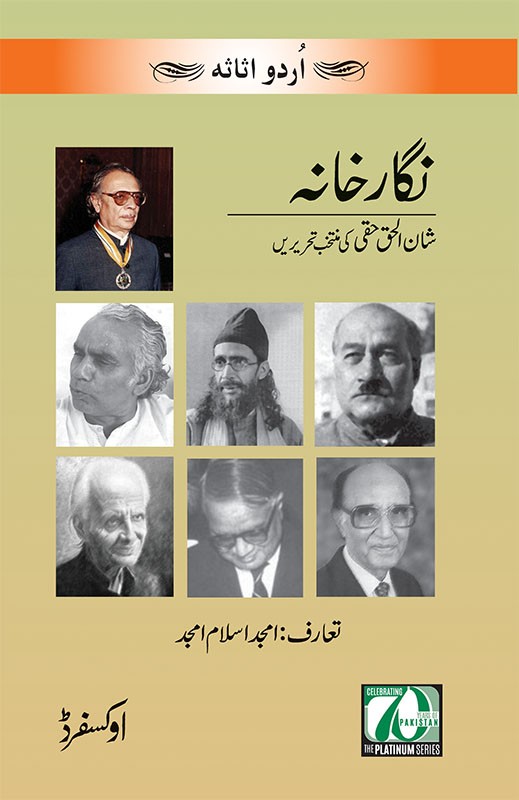 اُردو اثاثہ
نگارخانہ
شان الحق حقی کی منتخب تحریریں
تعارف: امجد اسلام امجد
اوکسفرڈ
CELEBRATING
70
YEARS OF
PAKISTAN
THE PLATINUM SERIES